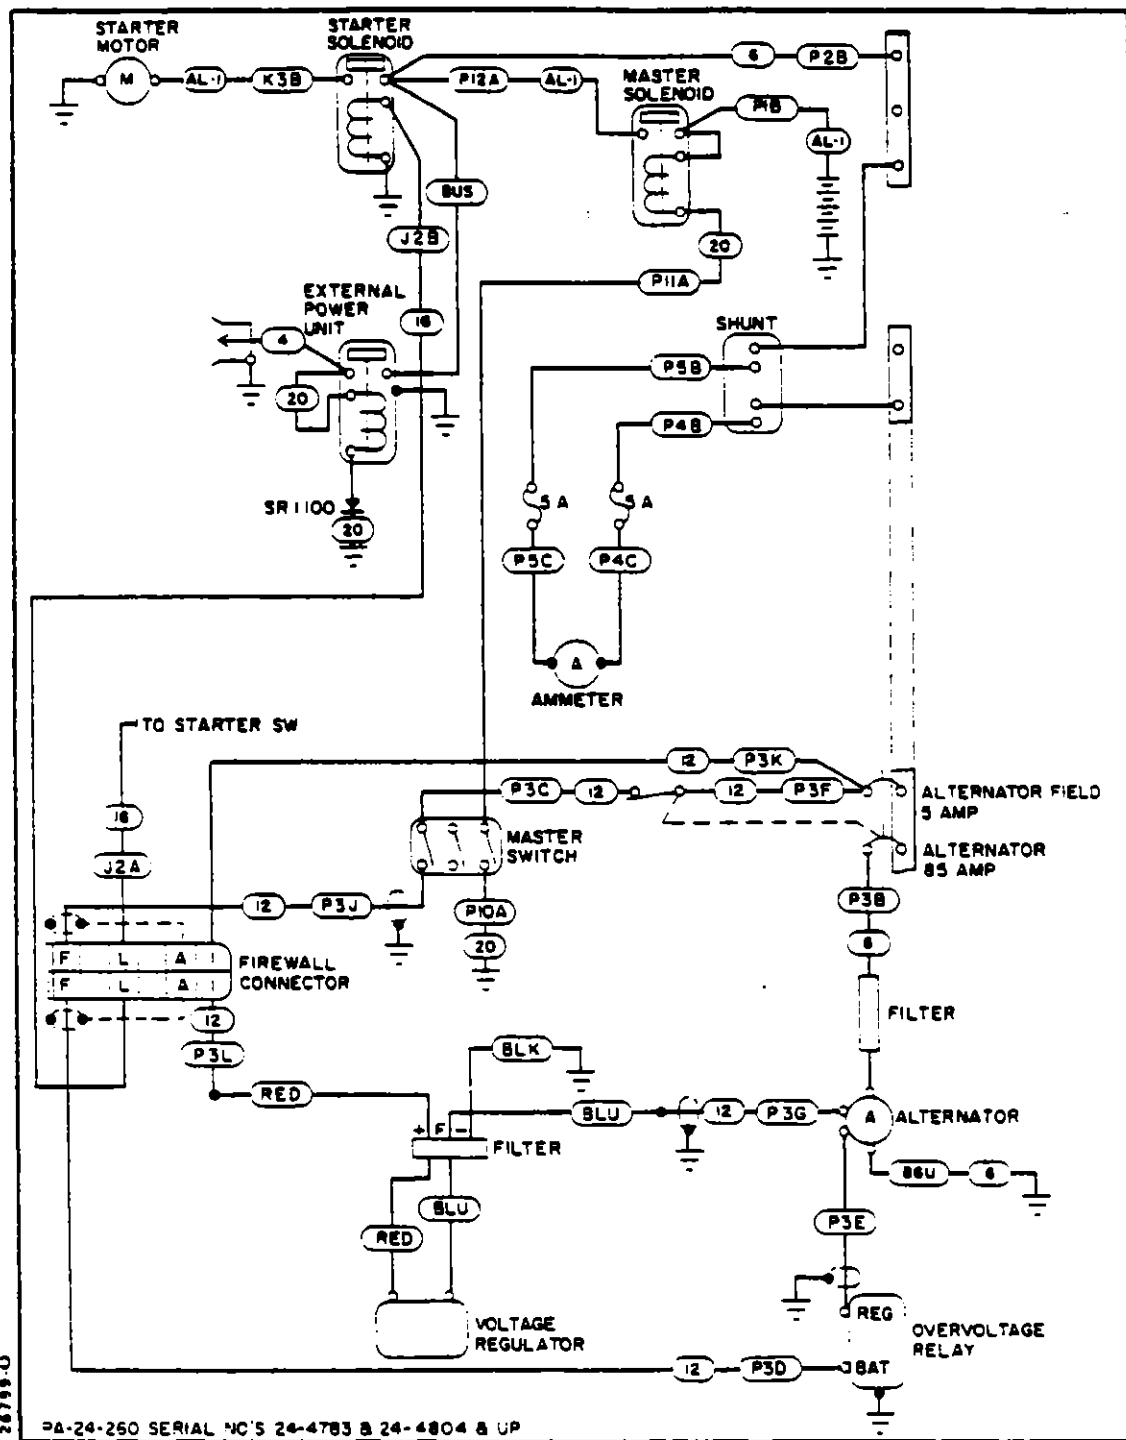 STARTER
MOTOR
STARTER
SOLENOID
M
AL-1
K3B
P12A
AL-1
6
P2B
MASTER
SOLENOID
P1B
AL-1
BUS
J2B
20
P11A
EXTERNAL
POWER
UNIT
4
16
SHUNT
20
P5B
P4B
SR1100
20
5 A
5 A
P5C
P4C
A
AMMETER
TO STARTER SW
12
P3K
P3C
12
12
P3F
ALTERNATOR FIELD
5 AMP
16
MASTER
SWITCH
ALTERNATOR
85 AMP
J2A
P3B
12
P3J
P10A
20
6
F
L
A
F
L
A
FIREWALL
CONNECTOR
12
FILTER
P3L
BLK
RED
BLU
12
P3G
A
ALTERNATOR
+ F -
FILTER
86U
6
BLU
RED
P3E
VOLTAGE
REGULATOR
REG
OVERVOLTAGE
RELAY
12
P3D
BAT
PA-24-260 SERIAL NO'S 24-4783 & 24-4804 & UP